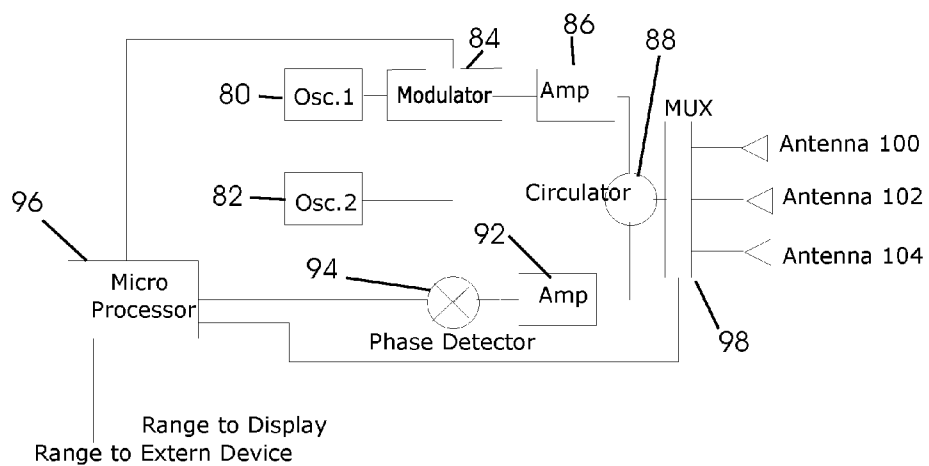 86
84
88
Amp
80
Osc.1
Modulator
MUX
Antenna 100
Circulator
Antenna 102
82
Osc.2
96
92
Antenna 104
94
Micro
Processor
Amp
Phase Detector
98
Range to Display
Range to Extern Device